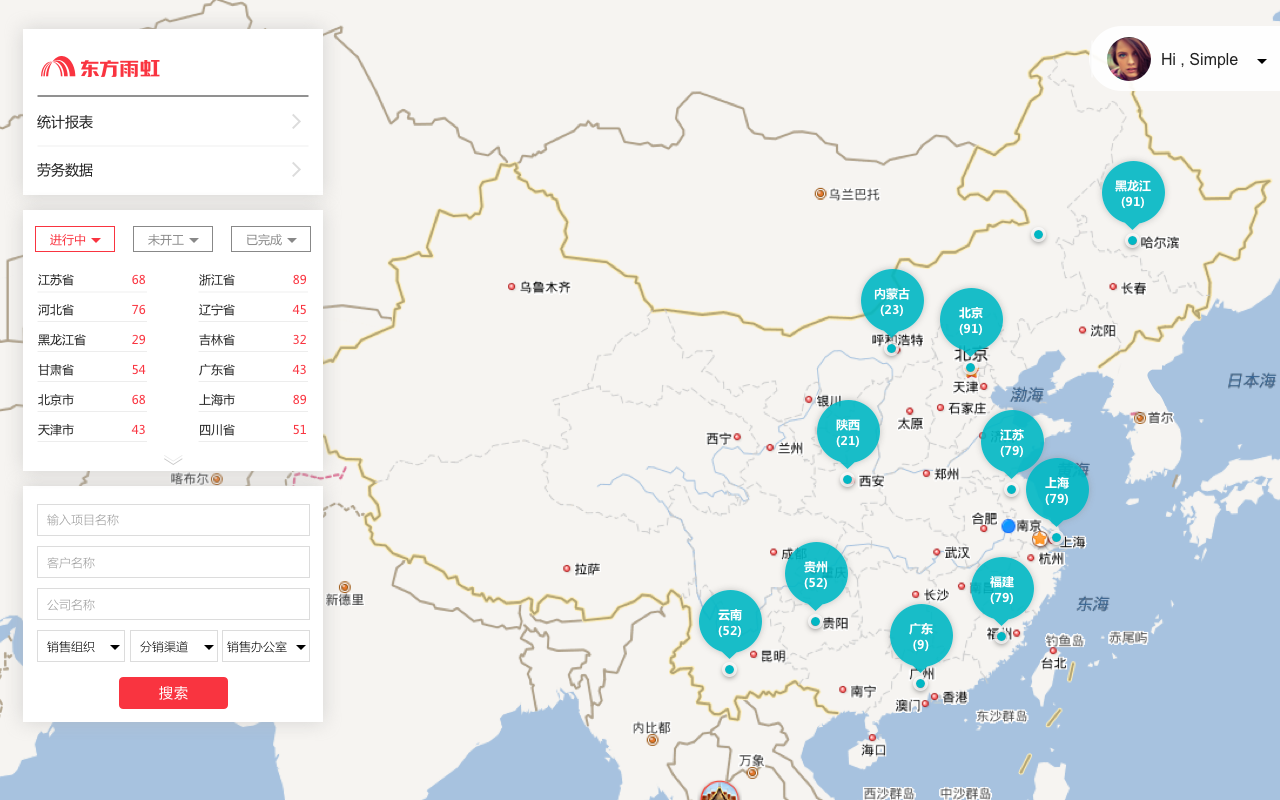 东方雨虹
统计报表
劳务数据
进行中 未开工 已完成
江苏省 68 浙江省 89
河北省 76 辽宁省 45
黑龙江省 29 吉林省 32
甘肃省 54 广东省 43
北京市 68 上海市 89
天津市 43 四川省 51
输入项目名称
客户名称
公司名称
销售组织 分销渠道 销售办公室
搜索
Hi , Simple
黑龙江
(91)
哈尔滨
乌兰巴托
乌鲁木齐
长春
内蒙古
(23)
北京
(91)
沈阳
呼和浩特
北京
天津
日本海
渤海
银川
石家庄
首尔
太原
陕西
(21)
江苏
(79)
西宁
兰州
郑州
喀布尔
西安
上海
(79)
合肥
南京
上海
武汉
杭州
拉萨
贵州
(52)
福建
(79)
新德里
长沙
东海
云南
(52)
贵阳
广东
(9)
福州
钓鱼岛
赤尾屿
昆明
台北
广州
南宁
香港
澳门
东沙群岛
内比都
海口
万象
西沙群岛
中沙群岛